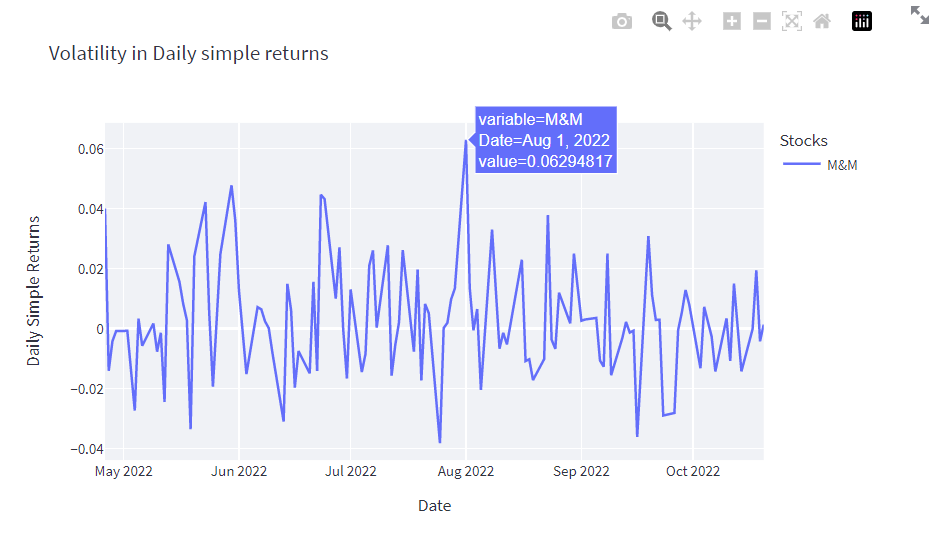 Volatility in Daily simple returns
variable=M&M
Date=Aug 1, 2022
value=0.06294817
Stocks
M&M
0.06
0.04
0.02
0
−0.02
−0.04
Daily Simple Returns
May 2022
Jun 2022
Jul 2022
Aug 2022
Sep 2022
Oct 2022
Date